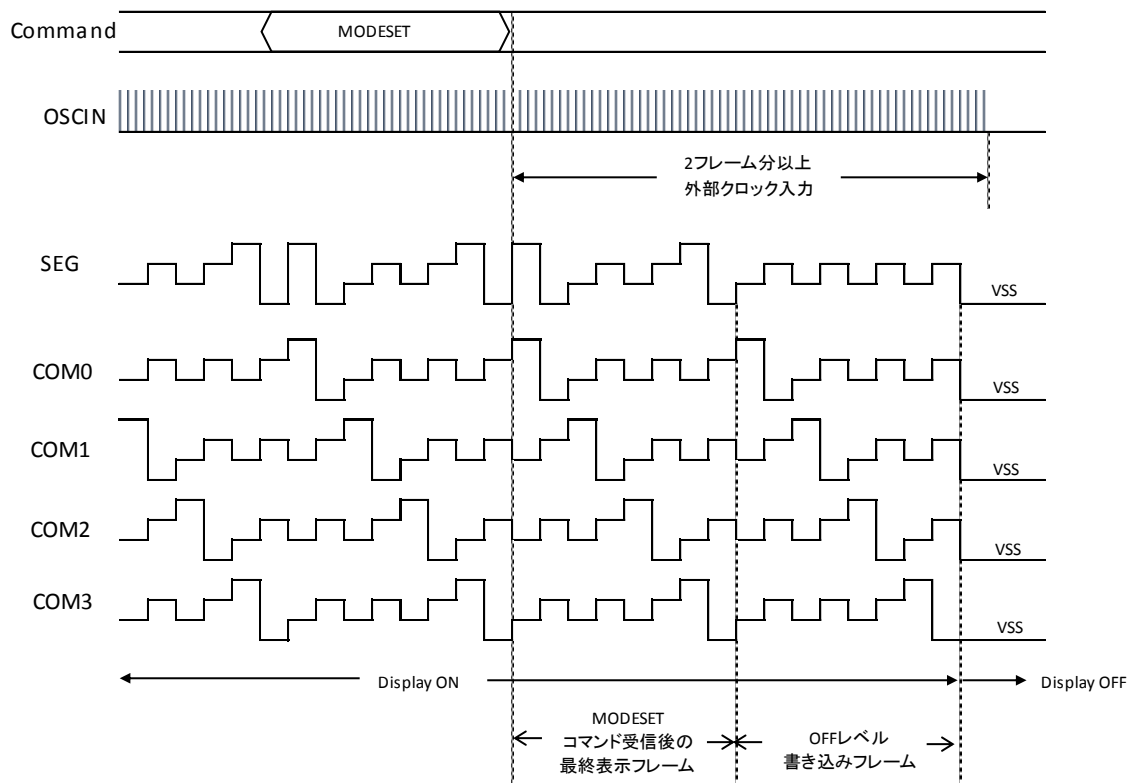 Command
MODESET
OSCIN
2フレーム分以上
外部クロック入力
SEG
VSS
COM0
VSS
COM1
VSS
COM2
VSS
COM3
VSS
Display ON
Display OFF
MODESET
コマンド受信後の
最終表示フレーム
OFFレベル
書き込みフレーム